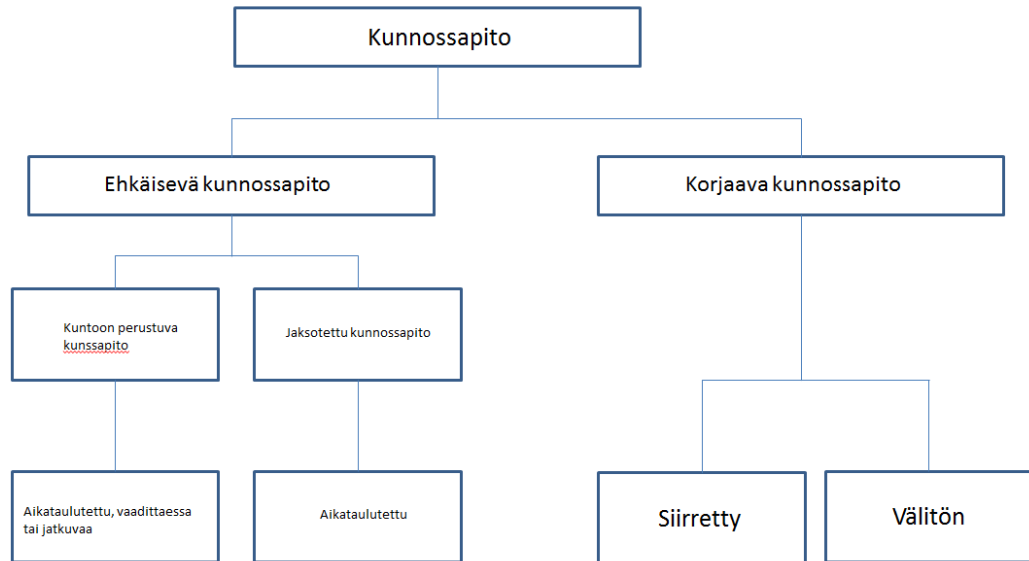 Kunnossapito
Ehkäisevä kunnossapito
Korjaava kunnossapito
Kuntoon perustuva
kunssapito
Jaksotettu kunnossapito
Aikataulutettu, vaadittaessa
tai jatkuvaa
Aikataulutettu
Siirretty
Välitön